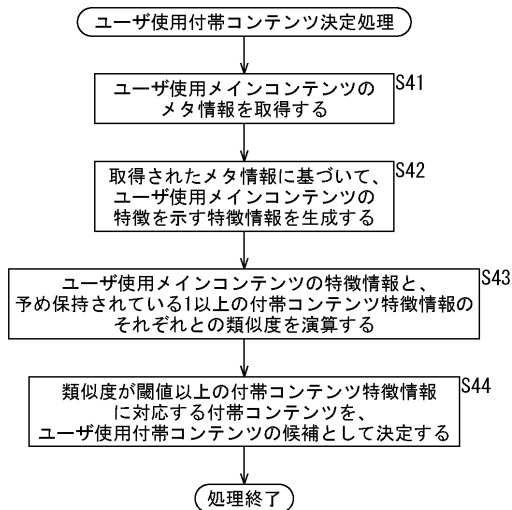 ユーザ使用付帯コンテンツ決定処理
S41
ユーザ使用メインコンテンツの
メタ情報を取得する
S42
取得されたメタ情報に基づいて、
ユーザ使用メインコンテンツの
特徴を示す特徴情報を生成する
S43
ユーザ使用メインコンテンツの特徴情報と、
予め保持されている1以上の付帯コンテンツ特徴情報の
それぞれとの類似度を演算する
S44
類似度が閾値以上の付帯コンテンツ特徴情報
に対応する付帯コンテンツを、
ユーザ使用付帯コンテンツの候補として決定する
処理終了